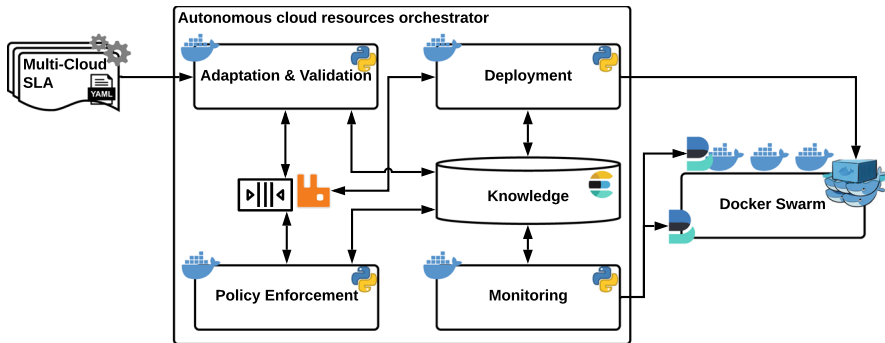 Autonomous cloud resources orchestrator
Multi-Cloud
SLA
YAML
Adaptation & Validation
Deployment
Knowledge
Docker Swarm
Policy Enforcement
Monitoring